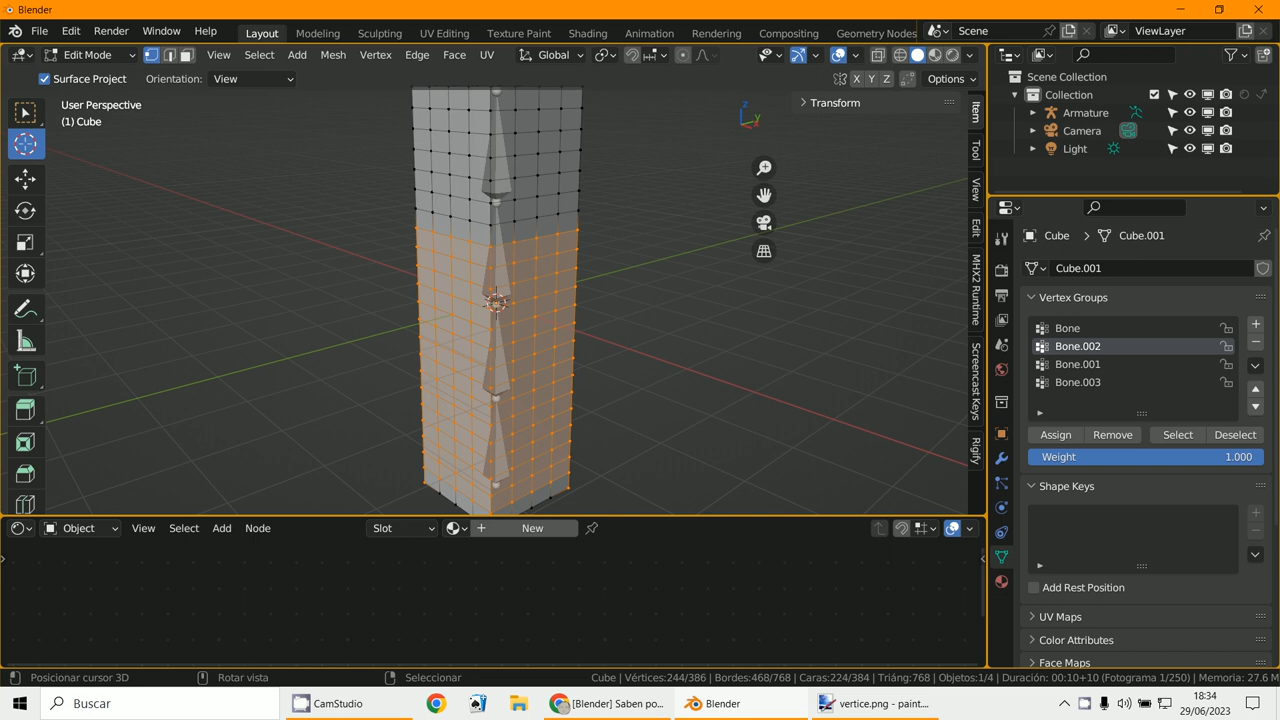 Blender
File Edit Render Window Help Layout Modeling Sculpting UV Editing Texture Paint Shading Animation Rendering Compositing Geometry Nodes Scene ViewLayer
Edit Mode View Select Add Mesh Vertex Edge Face UV Global
Surface Project Orientation: View X Y Z Options
User Perspective
(1) Cube
Transform
Z
Y
Item
Tool
View
Edit
MHX2 Runtime
Screencast Keys
Rigify
Object View Select Add Node Slot New
Scene Collection
Collection
Armature
Camera
Light
Cube Cube.001
Cube.001
Vertex Groups
Bone
Bone.002
Bone.001
Bone.003
Assign Remove Select Deselect
Weight 1.000
Shape Keys
Add Rest Position
UV Maps
Color Attributes
Face Maps
Posicionar cursor 3D Rotar vista Seleccionar Cube | Vértices:244/386 | Bordes:468/768 | Caras:224/384 | Triáng:768 | Objetos:1/4 | Duración: 00:10+10 (Fotograma 1/250) | Memoria: 27.6 M
Buscar CamStudio [Blender] Saben po... Blender vertice.png - paint.... 18:34
29/06/2023